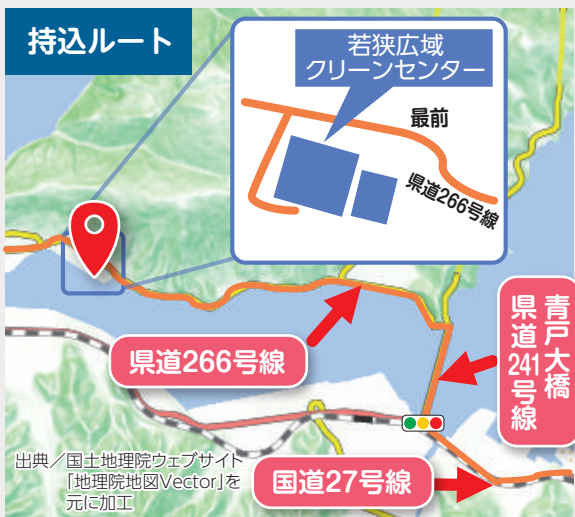 持込ルート
若狭広域
クリーンセンター
最前
県道266号線
県道266号線
青戸大橋
県道241号線
国道27号線
出典／国土地理院ウェブサイト
「地理院地図Vector」を
元に加工